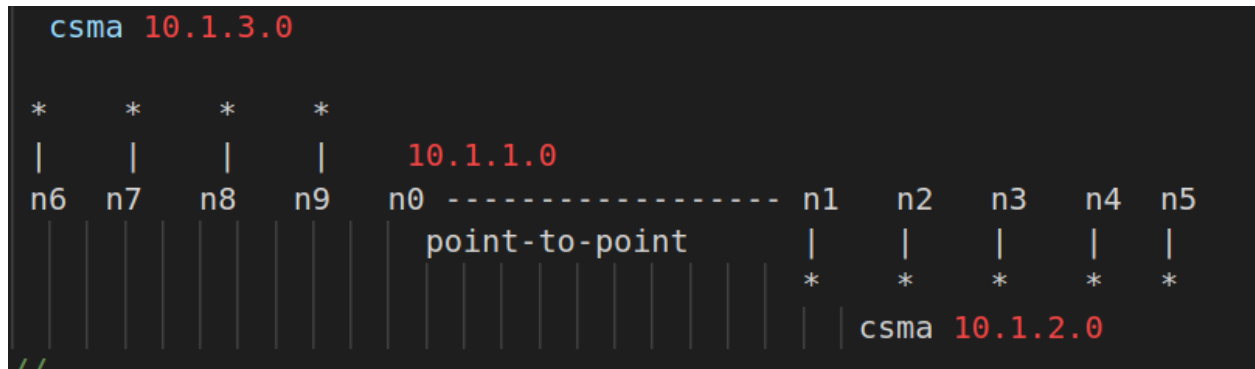 csma 10.1.3.0
* * * *
| | | | 10.1.1.0
n6 n7 n8 n9 n0 ------------------ n1 n2 n3 n4 n5
point-to-point | | | | |
* * * * *
csma 10.1.2.0
//